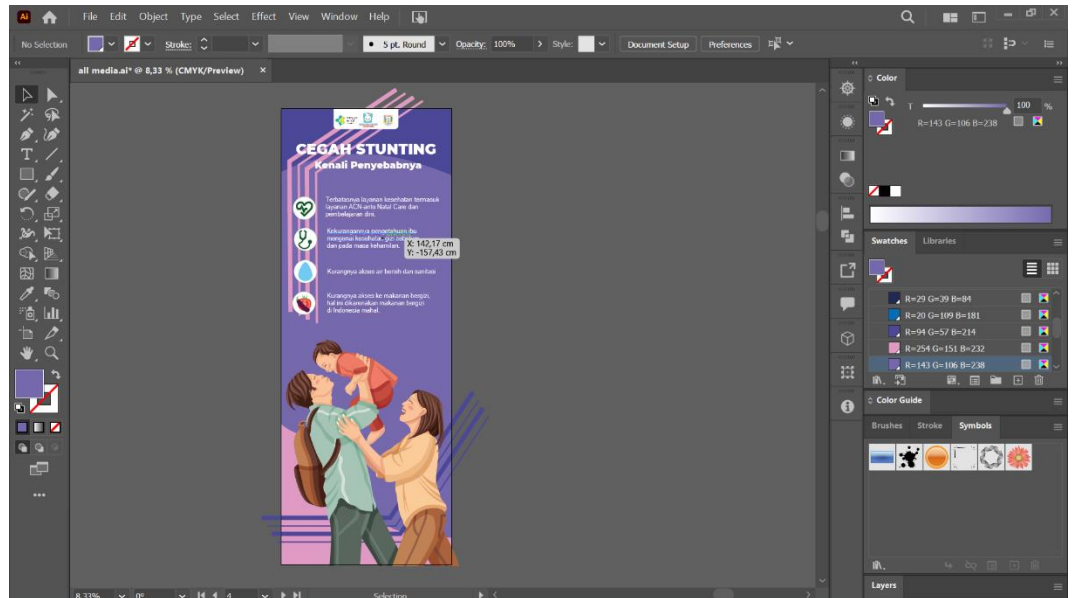 Ai File Edit Object Type Select Effect View Window Help
No Selection Stroke: 5 pt. Round Opacity: 100% Style: Document Setup Preferences
all media.ai* @ 8,33 % (CMYK/Preview) ×
CEGAH STUNTING
Kenali Penyebabnya
Terbatasnya layanan kesehatan termasuk
layanan ACN-ante Natal Care dan
pembelajaran dini.
Kekurangannya pengetahuan ibu
mengenai kesehatan gizi
dan pada masa kehamilan.
X: 142,17 cm
Y: -157,43 cm
Kurangnya akses air bersih dan sanitasi
Kurangnya akses ke makanan bergizi,
hal ini dikarenakan makanan bergizi
di Indonesia mahal.
8,33% 0° 4 Selection
Color
T 100 %
R=143 G=106 B=238
Swatches Libraries
R=29 G=39 B=84
R=20 G=109 B=181
R=94 G=57 B=214
R=254 G=151 B=232
R=143 G=106 B=238
Color Guide
Brushes Stroke Symbols
Layers